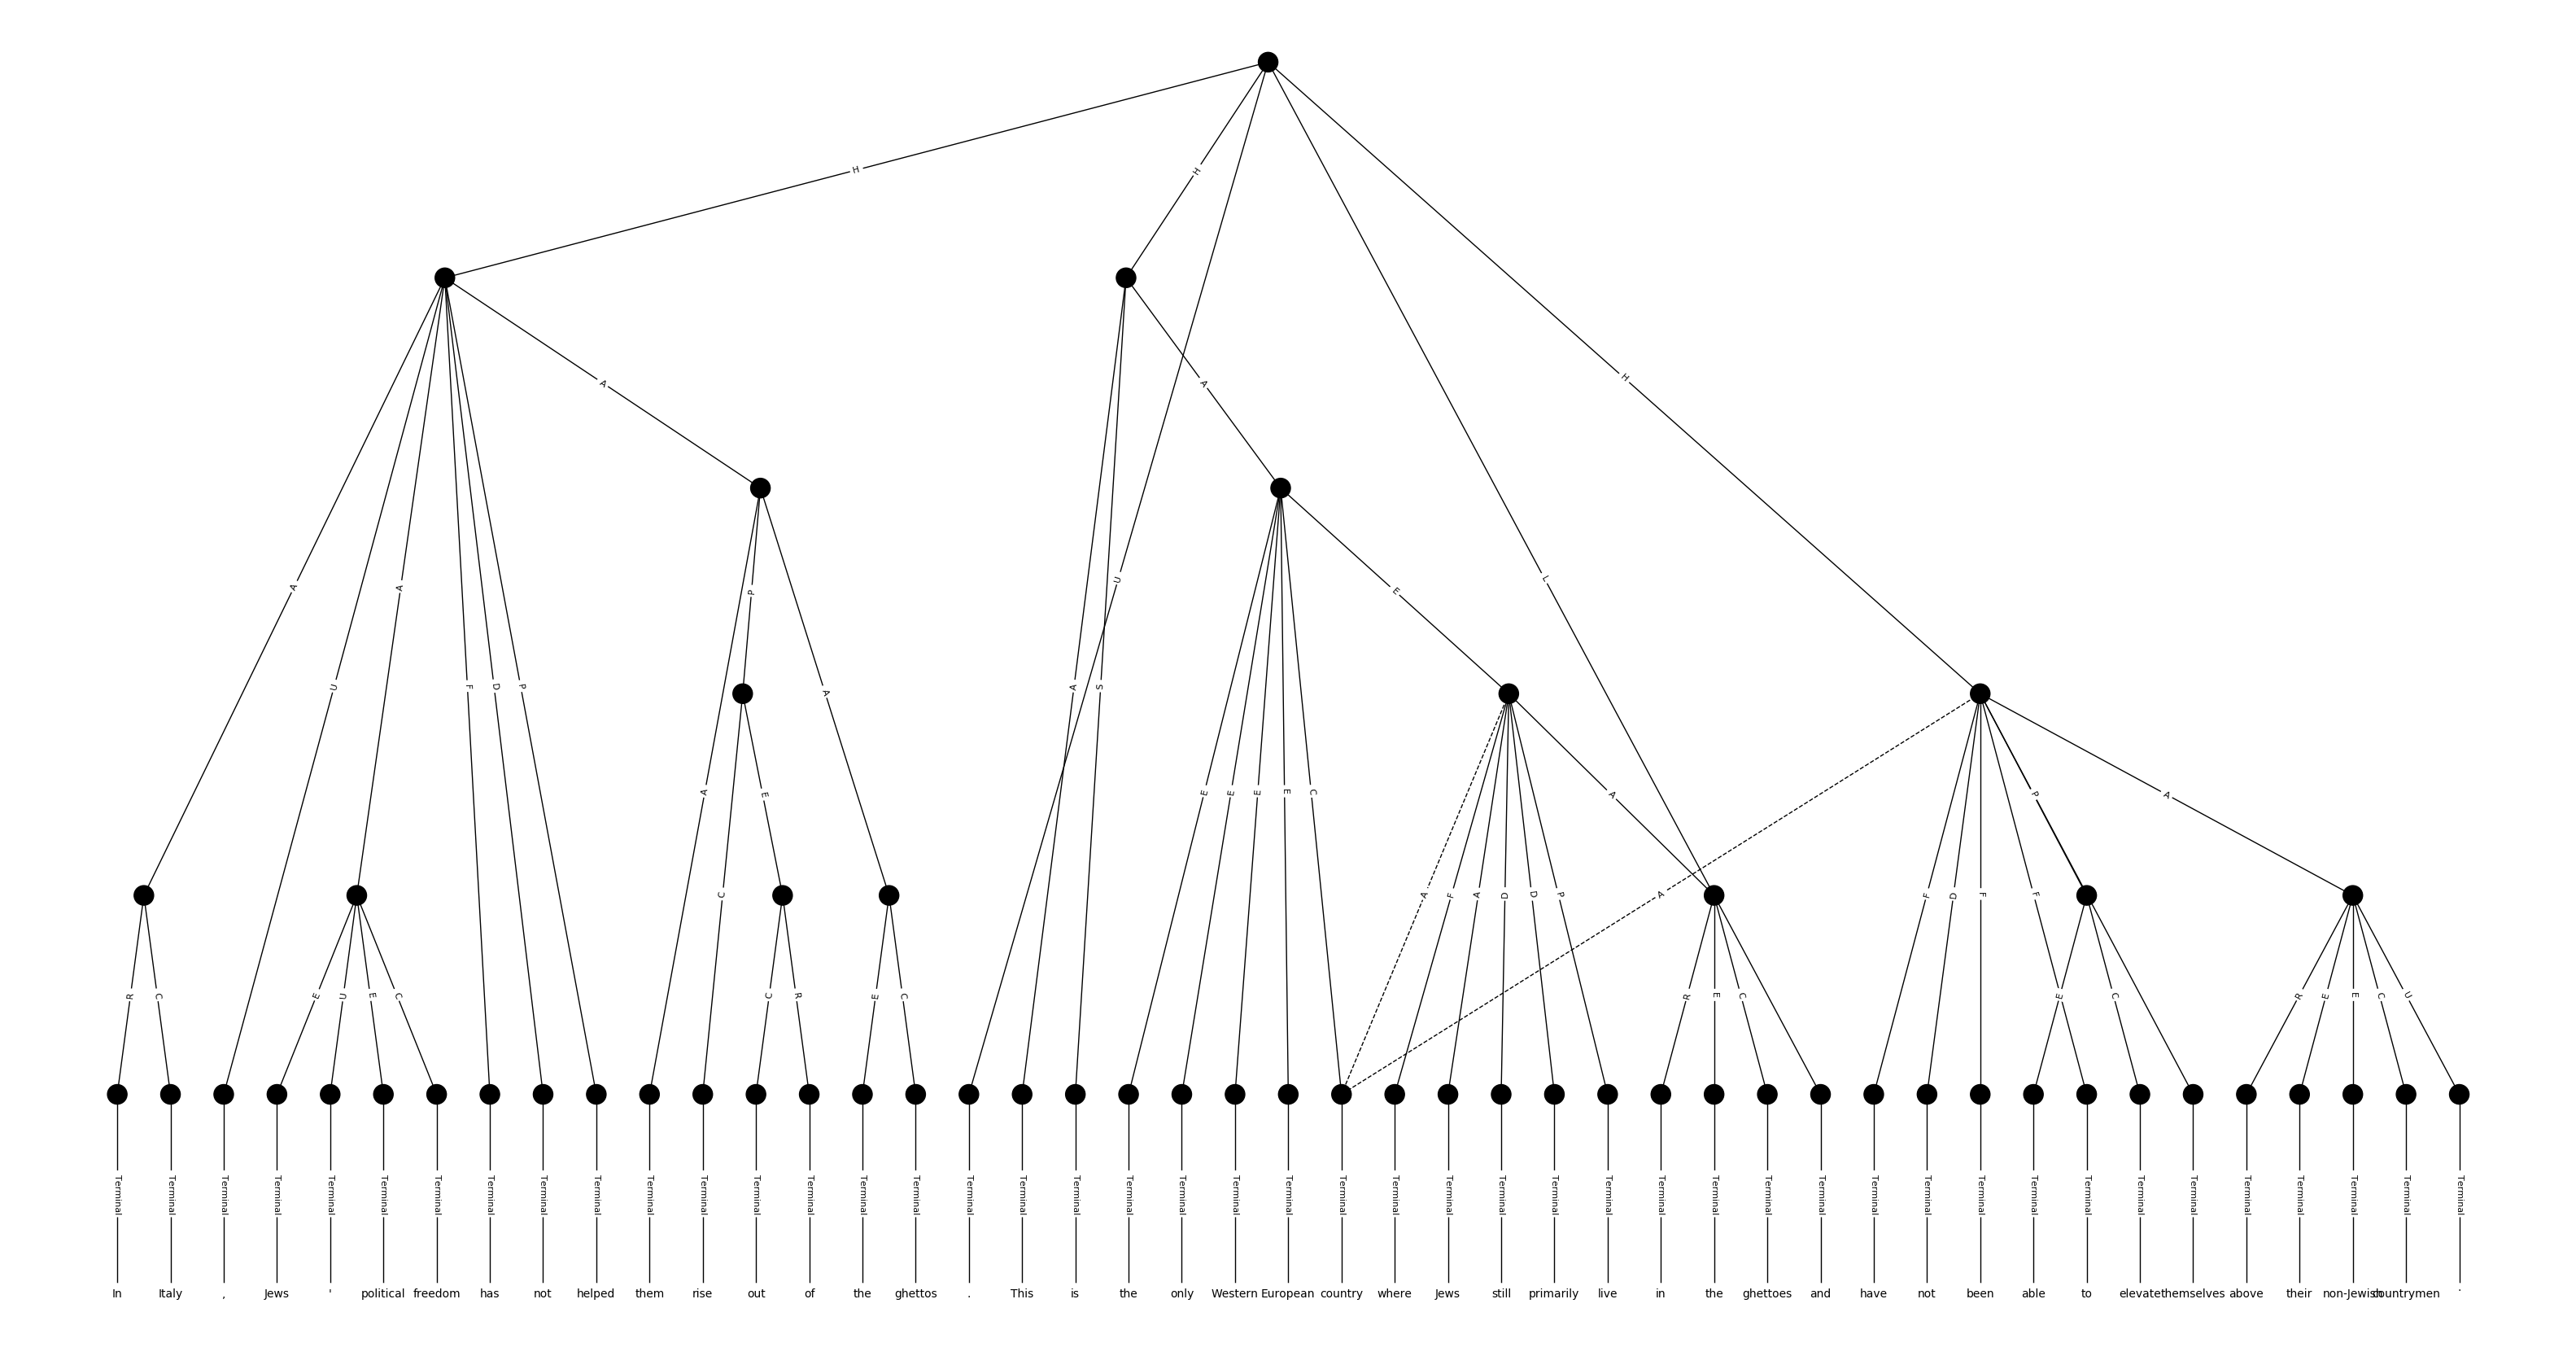 H H U L H
A U A F D P A A S A F D F F P A
A P A E E E E C E
C E A F A D D P A A
R C E U E C C R E C R E C E C R E E C U
Terminal Terminal Terminal Terminal Terminal Terminal Terminal Terminal Terminal Terminal Terminal Terminal Terminal Terminal Terminal Terminal Terminal Terminal Terminal Terminal Terminal Terminal Terminal Terminal Terminal Terminal Terminal Terminal Terminal Terminal Terminal Terminal Terminal Terminal Terminal Terminal Terminal Terminal Terminal Terminal Terminal Terminal Terminal Terminal Terminal
In Italy , Jews ' political freedom has not helped them rise out of the ghettos . This is the only Western European country where Jews still primarily live in the ghettoes and have not been able to elevate themselves above their non-Jewish countrymen .